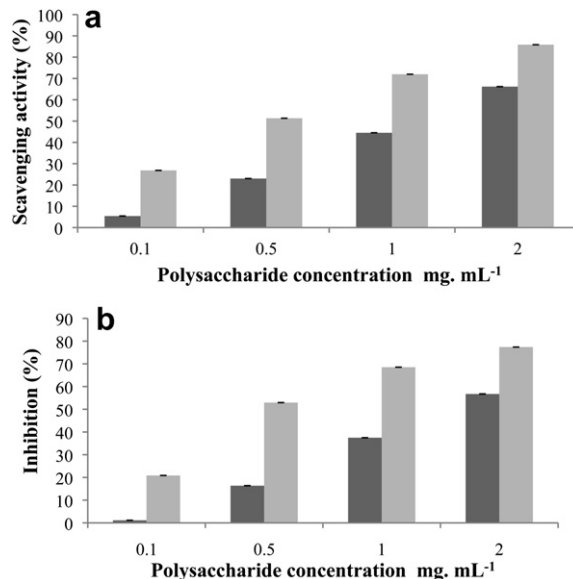 a
Scavenging activity (%)
100
90
80
70
60
50
40
30
20
10
0
0.1 0.5 1 2
Polysaccharide concentration mg. mL⁻¹
b
Inhibition (%)
90
80
70
60
50
40
30
20
10
0
0.1 0.5 1 2
Polysaccharide concentration mg. mL⁻¹